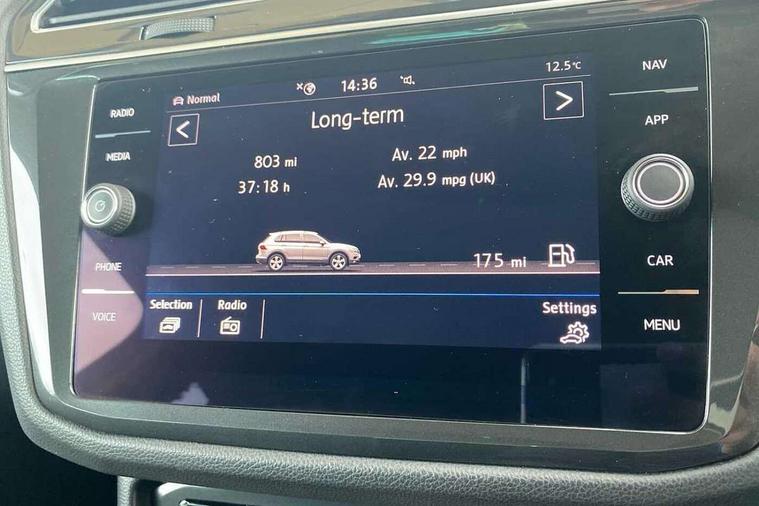 Normal 14:36 12.5°C
Long-term
803 mi Av. 22 mph
37:18 h Av. 29.9 mpg (UK)
175 mi
Selection Radio Settings
RADIO
MEDIA
PHONE
VOICE
NAV
APP
CAR
MENU